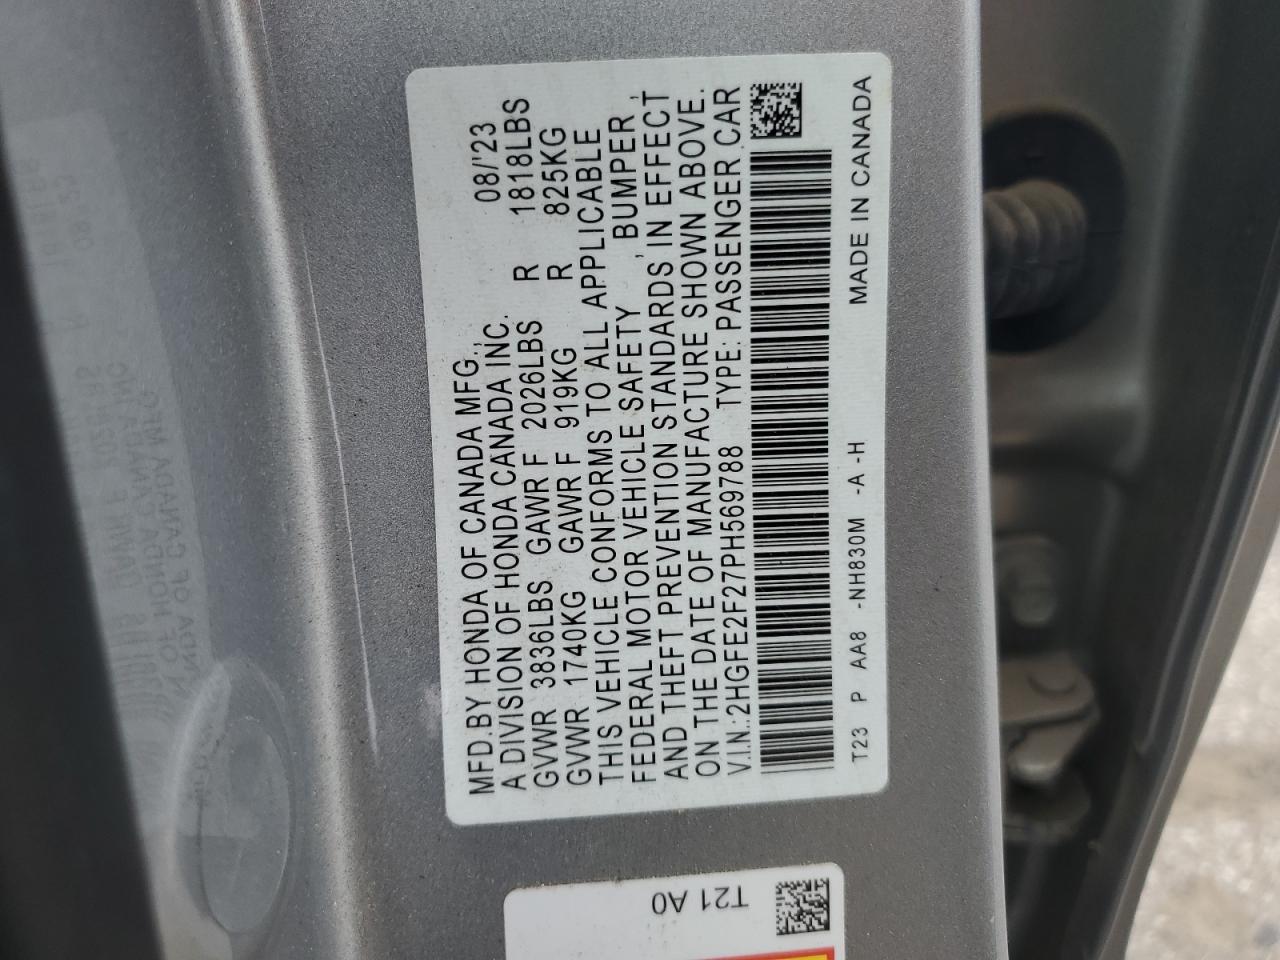 MFD.BY HONDA OF CANADA MFG.,
A DIVISION OF HONDA CANADA INC. 08/'23
GVWR 3836LBS GAWR F 2026LBS R 1818LBS
GVWR 1740KG GAWR F 919KG R 825KG
THIS VEHICLE CONFORMS TO ALL APPLICABLE
FEDERAL MOTOR VEHICLE SAFETY , BUMPER ,
AND THEFT PREVENTION STANDARDS IN EFFECT
ON THE DATE OF MANUFACTURE SHOWN ABOVE.
V.I.N.:2HGFE2F27PH569788 TYPE: PASSENGER CAR
T23 P AA8 -NH830M -A -H MADE IN CANADA
T21 A0